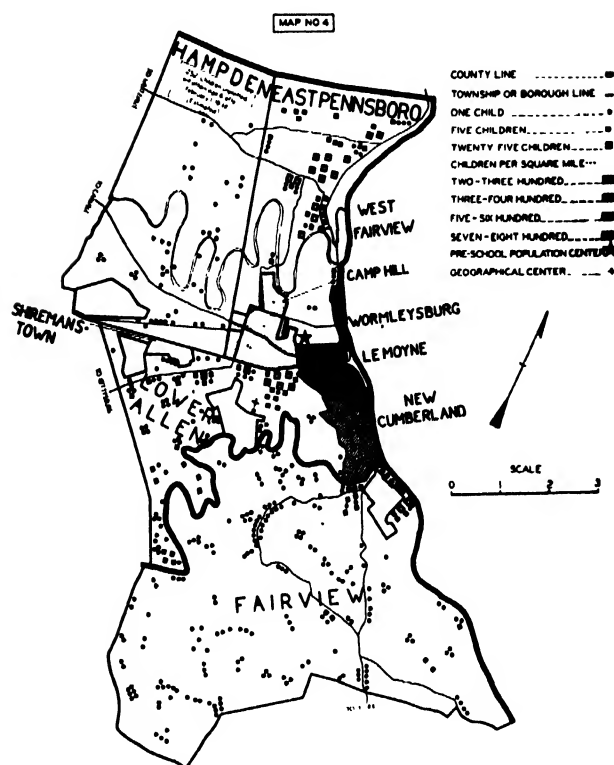 MAP NO 4
HAMPDEN
EAST PENNSBORO
COUNTY LINE
TOWNSHIP OR BOROUGH LINE
ONE CHILD
FIVE CHILDREN
TWENTY FIVE CHILDREN
CHILDREN PER SQUARE MILE
TWO-THREE HUNDRED
THREE-FOUR HUNDRED
FIVE-SIX HUNDRED
SEVEN-EIGHT HUNDRED
PRE-SCHOOL POPULATION CENTER
GEOGRAPHICAL CENTER
WEST
FAIRVIEW
CAMP HILL
WORMLEYSBURG
SHIREMANS-
TOWN
LEMOYNE
LOWER
ALLEN
NEW
CUMBERLAND
SCALE
0 1 2 3
FAIRVIEW